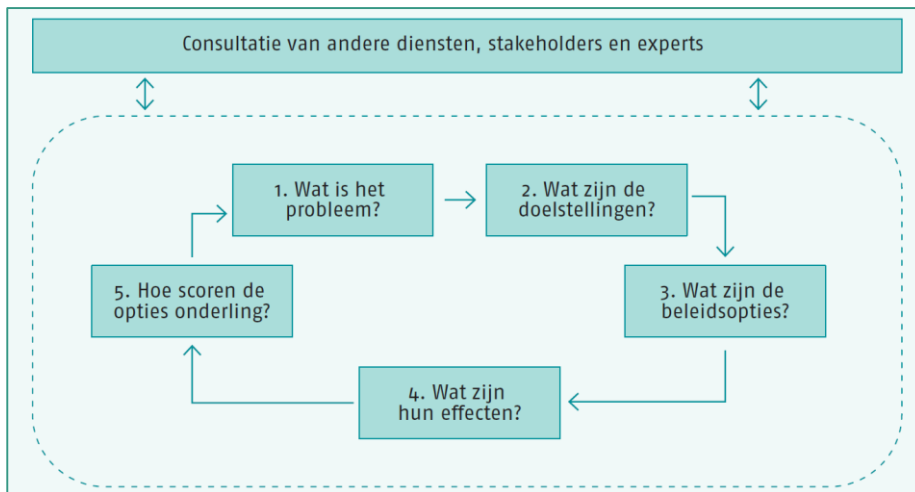 Consultatie van andere diensten, stakeholders en experts
1. Wat is het
probleem?
2. Wat zijn de
doelstellingen?
5. Hoe scoren de
opties onderling?
3. Wat zijn de
beleidsopties?
4. Wat zijn
hun effecten?